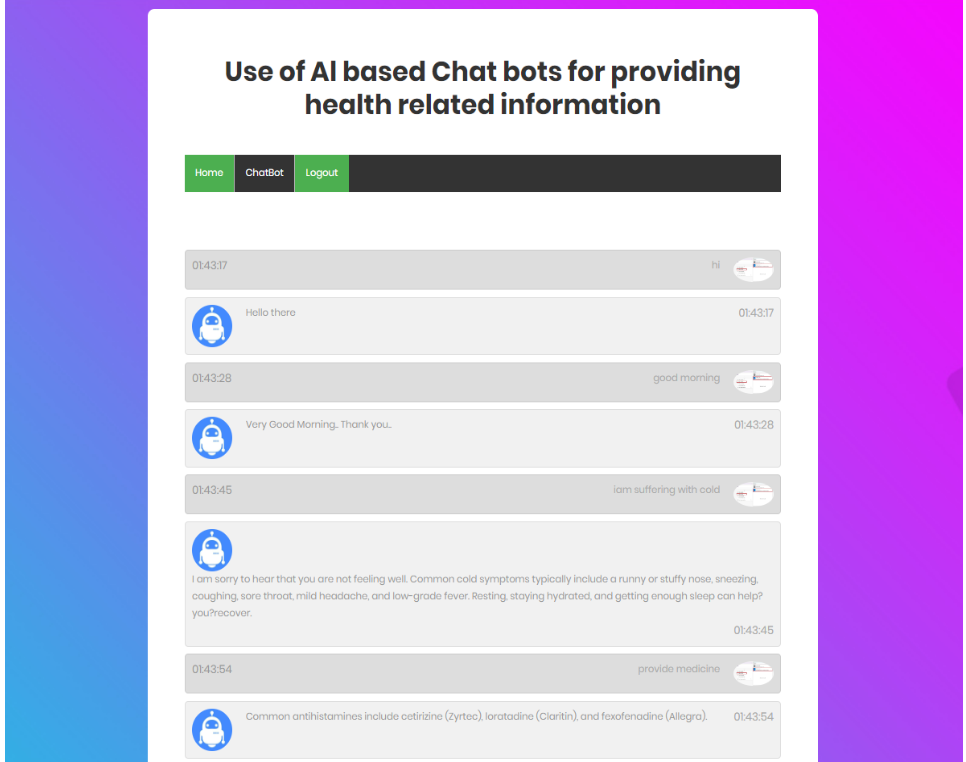 Use of AI based Chat bots for providing
health related information
Home ChatBot Logout
01:43:17 hi
Hello there 01:43:17
01:43:28 good morning
Very Good Morning.. Thank you.. 01:43:28
01:43:45 iam suffering with cold
I am sorry to hear that you are not feeling well. Common cold symptoms typically include a runny or stuffy nose, sneezing,
coughing, sore throat, mild headache, and low-grade fever. Resting, staying hydrated, and getting enough sleep can help?
you?recover.
01:43:45
01:43:54 provide medicine
Common antihistamines include cetirizine (Zyrtec), loratadine (Claritin), and fexofenadine (Allegra). 01:43:54